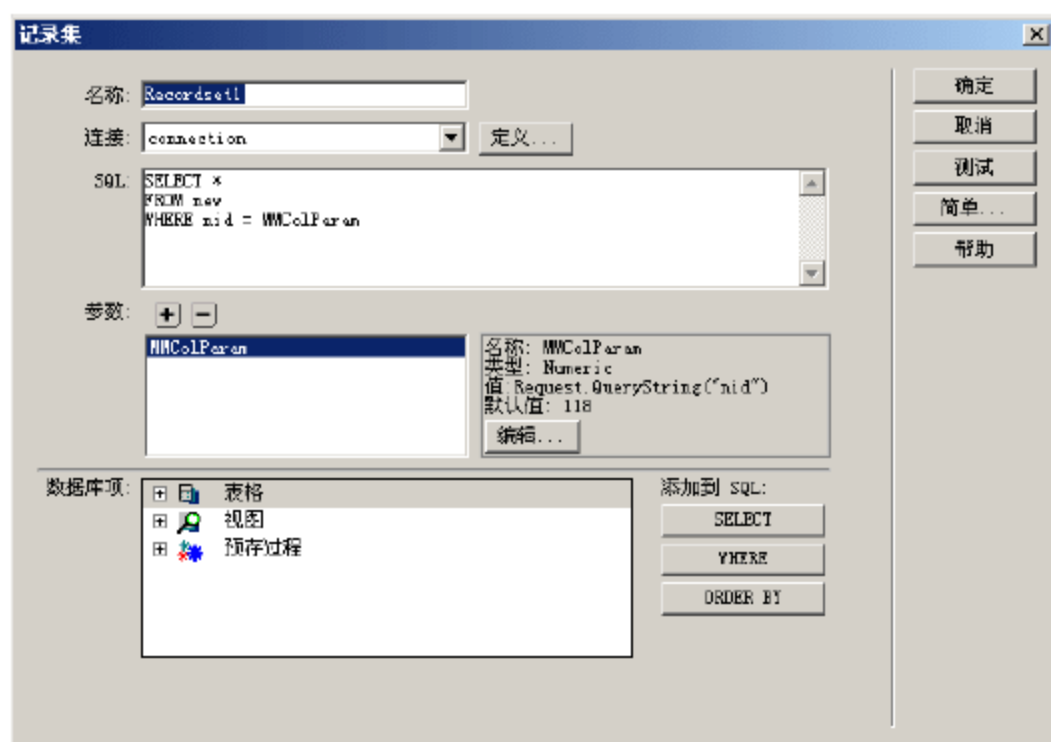 记录集
名称: Recordset1
连接: connection 定义...
SQL: SELECT *
FROM new
WHERE nid = MMColParam
参数:
MMColParam
名称: MMColParam
类型: Numeric
值:Request.QueryString("nid")
默认值: 118
编辑...
数据库项:
表格
视图
预存过程
添加到 SQL:
SELECT
WHERE
ORDER BY
确定
取消
测试
简单...
帮助